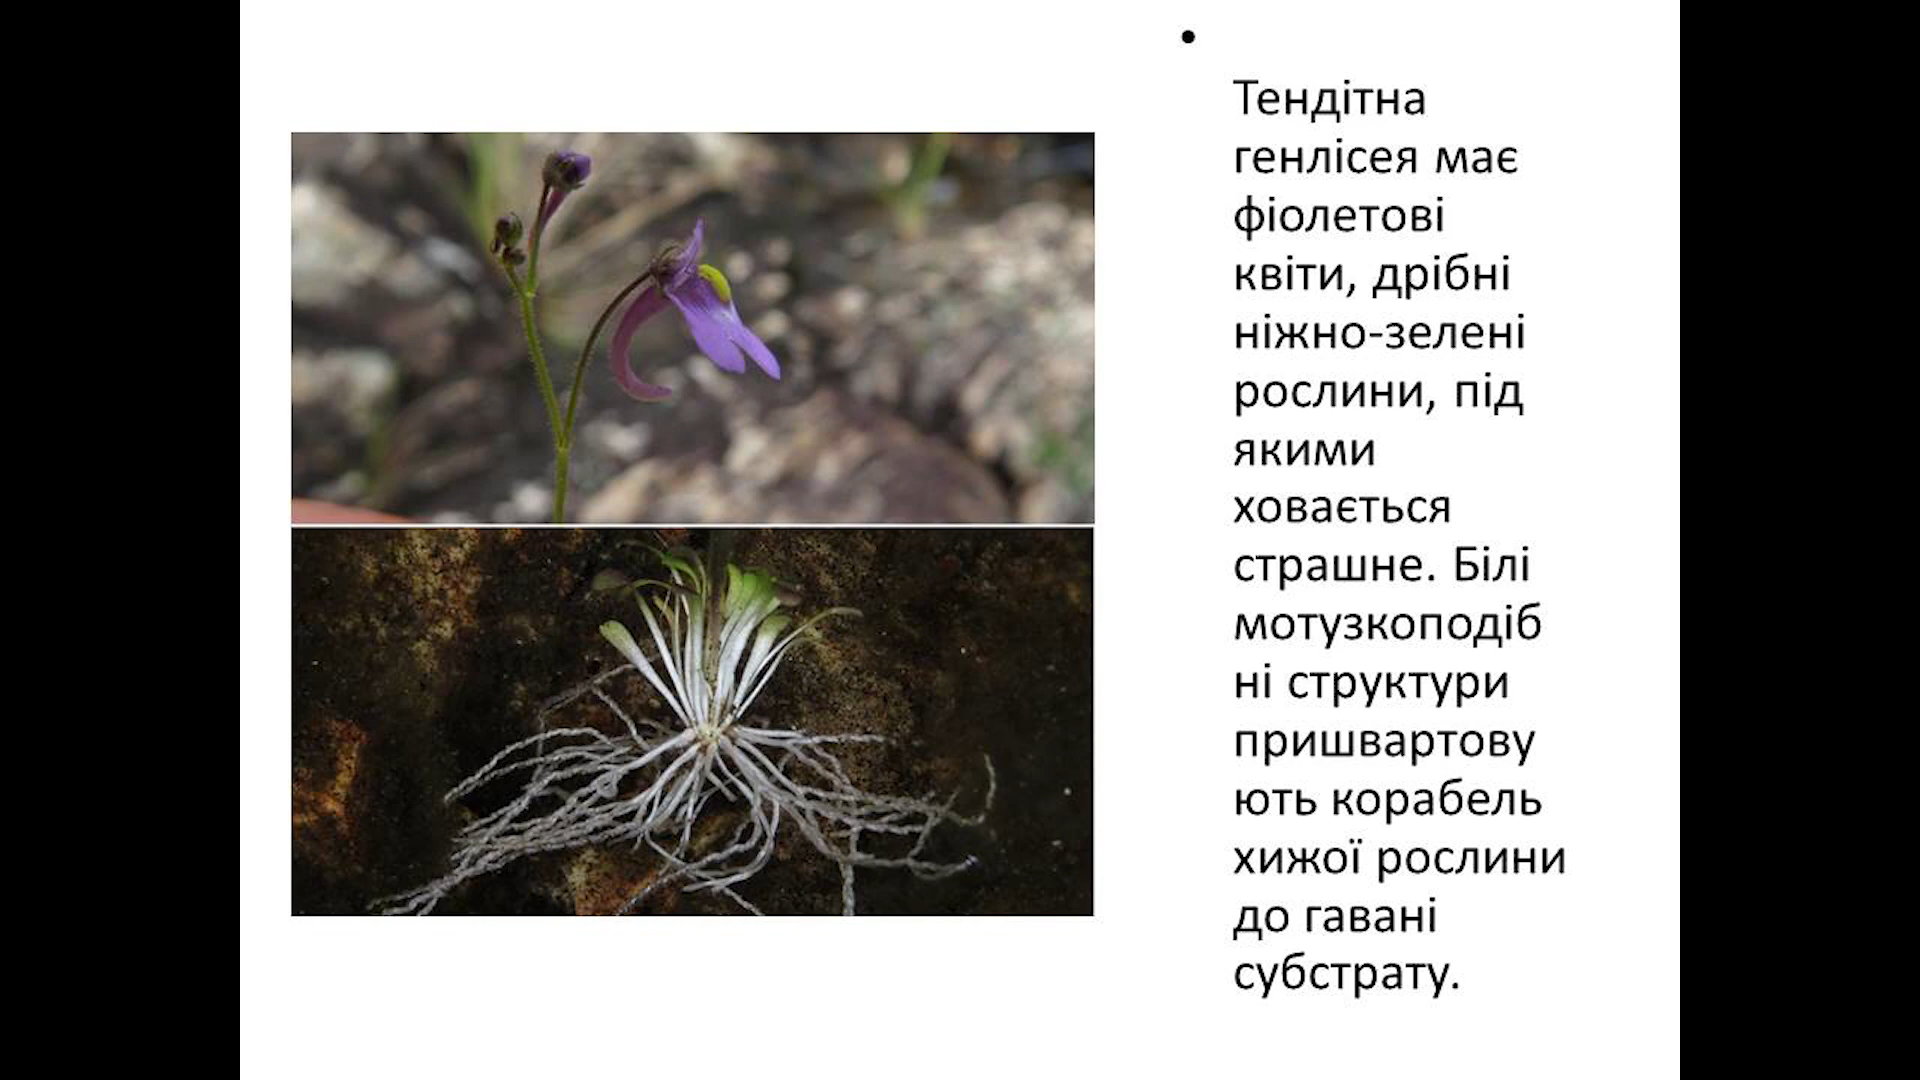 Тендітна
генлісея має
фіолетові
квіти, дрібні
ніжно-зелені
рослини, під
якими
ховається
страшне. Білі
мотузкоподіб
ні структури
пришвартову
ють корабель
хижої рослини
до гавані
субстрату.